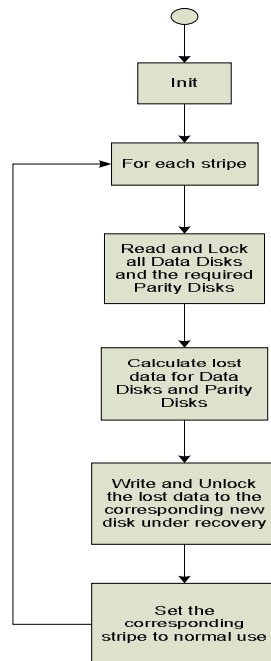 Init
For each stripe
Read and Lock
all Data Disks
and the required
Parity Disks
Calculate lost
data for Data
Disks and Parity
Disks
Write and Unlock
the lost data to the
corresponding new
disk under recovery
Set the
corresponding
stripe to normal use